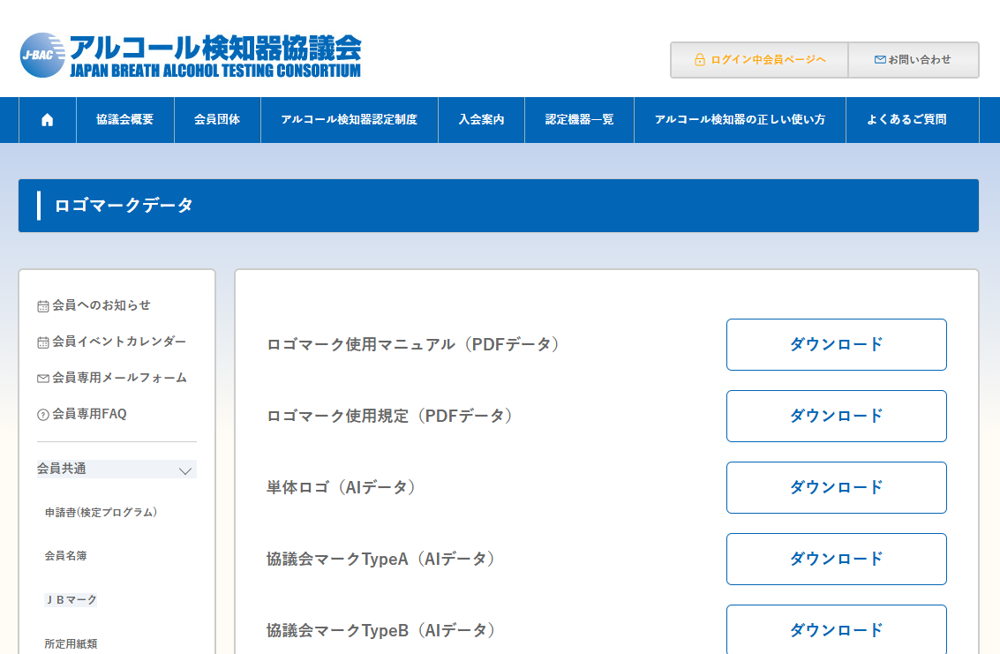 J-BAC
アルコール検知器協議会
JAPAN BREATH ALCOHOL TESTING CONSORTIUM
ログイン中会員ページへ
お問い合わせ
協議会概要
会員団体
アルコール検知器認定制度
入会案内
認定機器一覧
アルコール検知器の正しい使い方
よくあるご質問
ロゴマークデータ
会員へのお知らせ
会員イベントカレンダー
会員専用メールフォーム
会員専用FAQ
会員共通
申請書(検定プログラム)
会員名簿
ＪＢマーク
所定用紙類
ロゴマーク使用マニュアル（PDFデータ）
ダウンロード
ロゴマーク使用規定（PDFデータ）
ダウンロード
単体ロゴ（AIデータ）
ダウンロード
協議会マークTypeA（AIデータ）
ダウンロード
協議会マークTypeB（AIデータ）
ダウンロード